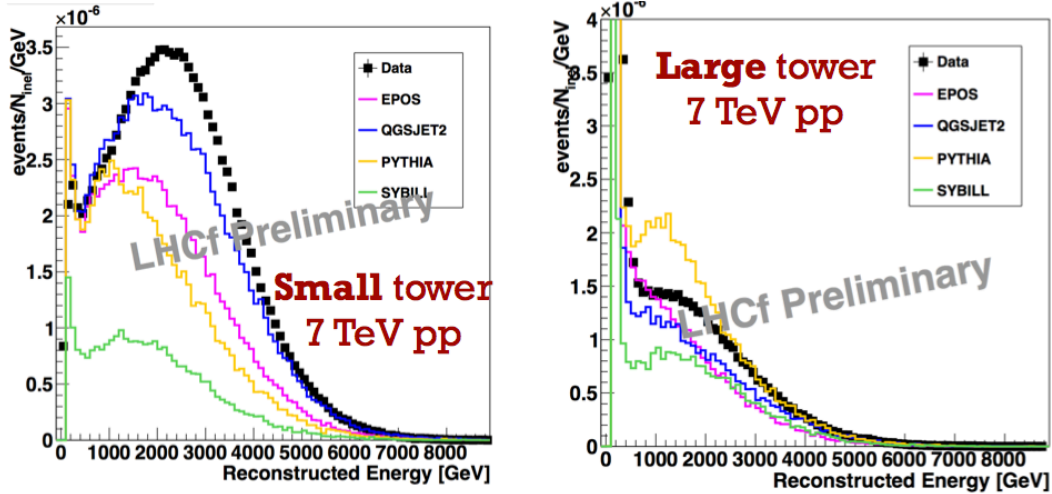 ×10⁻⁶
events/N_iner/GeV
3.5
3
2.5
2
1.5
1
0.5
0
0 1000 2000 3000 4000 5000 6000 7000 8000
Reconstructed Energy [GeV]
Data
EPOS
QGSJET2
PYTHIA
SYBILL
LHCf Preliminary
Small tower
7 TeV pp
×10⁻⁶
events/N_iner/GeV
4
3.5
3
2.5
2
1.5
1
0.5
0
0 1000 2000 3000 4000 5000 6000 7000 8000
Reconstructed Energy [GeV]
Large tower
7 TeV pp
Data
EPOS
QGSJET2
PYTHIA
SYBILL
LHCf Preliminary